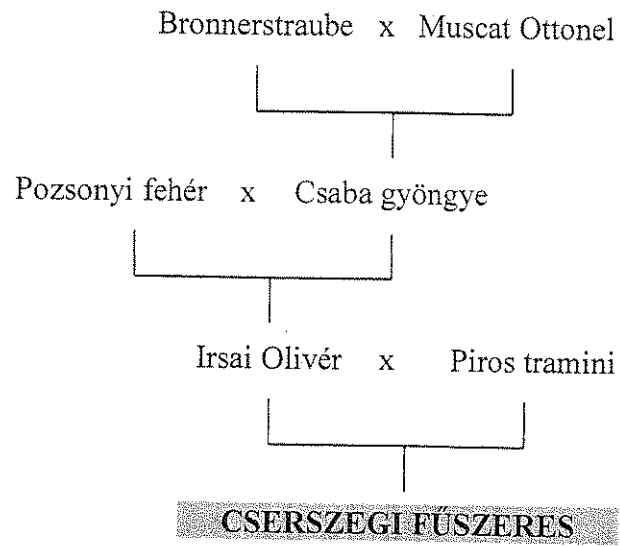 Bronnerstraube x Muscat Ottonel
Pozsonyi fehér x Csaba gyöngye
Irsai Olivér x Piros tramini
CSERSZEGI FŰSZERES